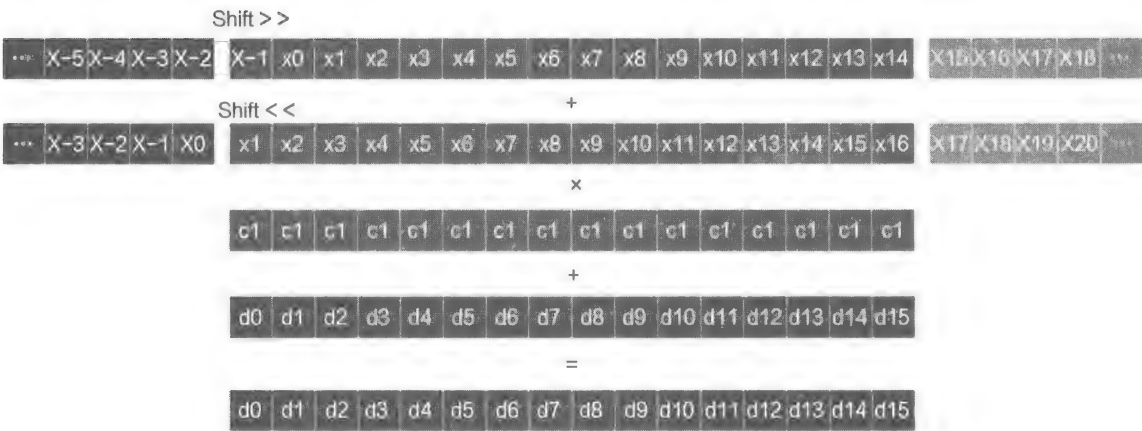 Shift >>
... X-5 X-4 X-3 X-2 X-1 x0 x1 x2 x3 x4 x5 x6 x7 x8 x9 x10 x11 x12 x13 x14 X15 X16 X17 X18 ...
+
Shift <<
... X-3 X-2 X-1 X0 x1 x2 x3 x4 x5 x6 x7 x8 x9 x10 x11 x12 x13 x14 x15 x16 X17 X18 X19 X20 ...
×
c1 c1 c1 c1 c1 c1 c1 c1 c1 c1 c1 c1 c1 c1 c1 c1
+
d0 d1 d2 d3 d4 d5 d6 d7 d8 d9 d10 d11 d12 d13 d14 d15
=
d0 d1 d2 d3 d4 d5 d6 d7 d8 d9 d10 d11 d12 d13 d14 d15